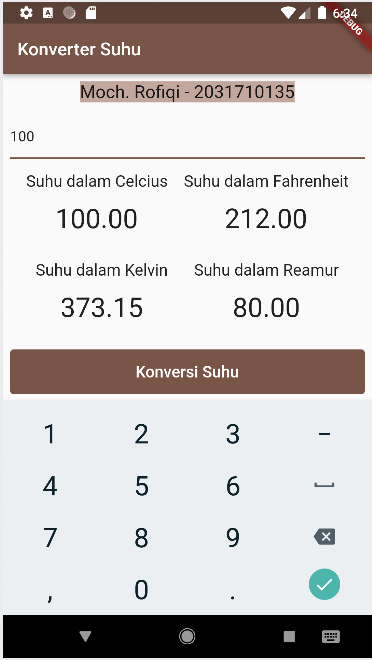 6:34
DEBUG
Konverter Suhu
Moch. Rofiqi - 2031710135
100
Suhu dalam Celcius Suhu dalam Fahrenheit
100.00 212.00
Suhu dalam Kelvin Suhu dalam Reamur
373.15 80.00
Konversi Suhu
1 2 3 -
4 5 6
7 8 9
, 0 .